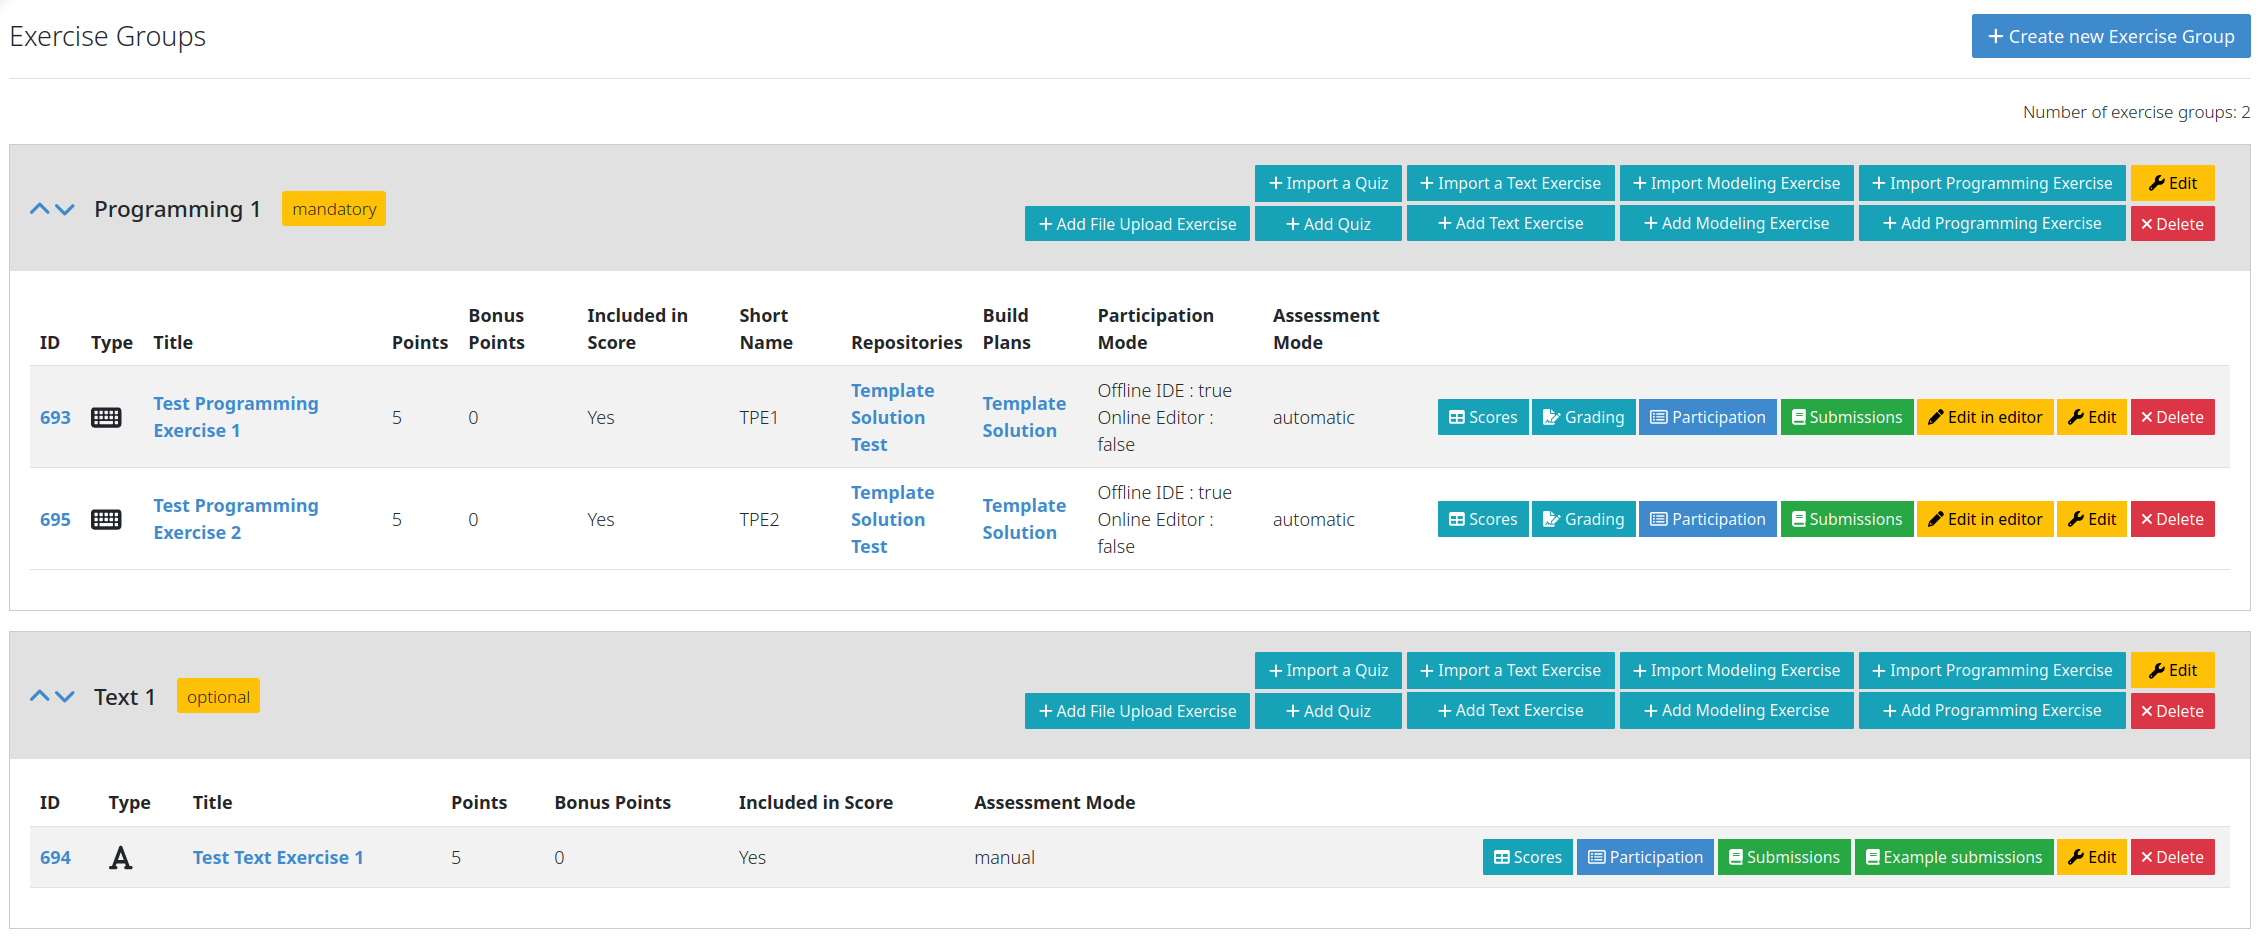 Exercise Groups
+ Create new Exercise Group
Number of exercise groups: 2
Programming 1 mandatory
Import a Quiz Import a Text Exercise Import Modeling Exercise Import Programming Exercise Edit
Add File Upload Exercise Add Quiz Add Text Exercise Add Modeling Exercise Add Programming Exercise Delete
ID Type Title Points Bonus Points Included in Score Short Name Repositories Build Plans Participation Mode Assessment Mode
693 Test Programming Exercise 1 5 0 Yes TPE1 Template Solution Test Template Solution Offline IDE : true Online Editor : false automatic Scores Grading Participation Submissions Edit in editor Edit Delete
695 Test Programming Exercise 2 5 0 Yes TPE2 Template Solution Test Template Solution Offline IDE : true Online Editor : false automatic Scores Grading Participation Submissions Edit in editor Edit Delete
Text 1 optional
Import a Quiz Import a Text Exercise Import Modeling Exercise Import Programming Exercise Edit
Add File Upload Exercise Add Quiz Add Text Exercise Add Modeling Exercise Add Programming Exercise Delete
ID Type Title Points Bonus Points Included in Score Assessment Mode
694 Test Text Exercise 1 5 0 Yes manual Scores Participation Submissions Example submissions Edit Delete